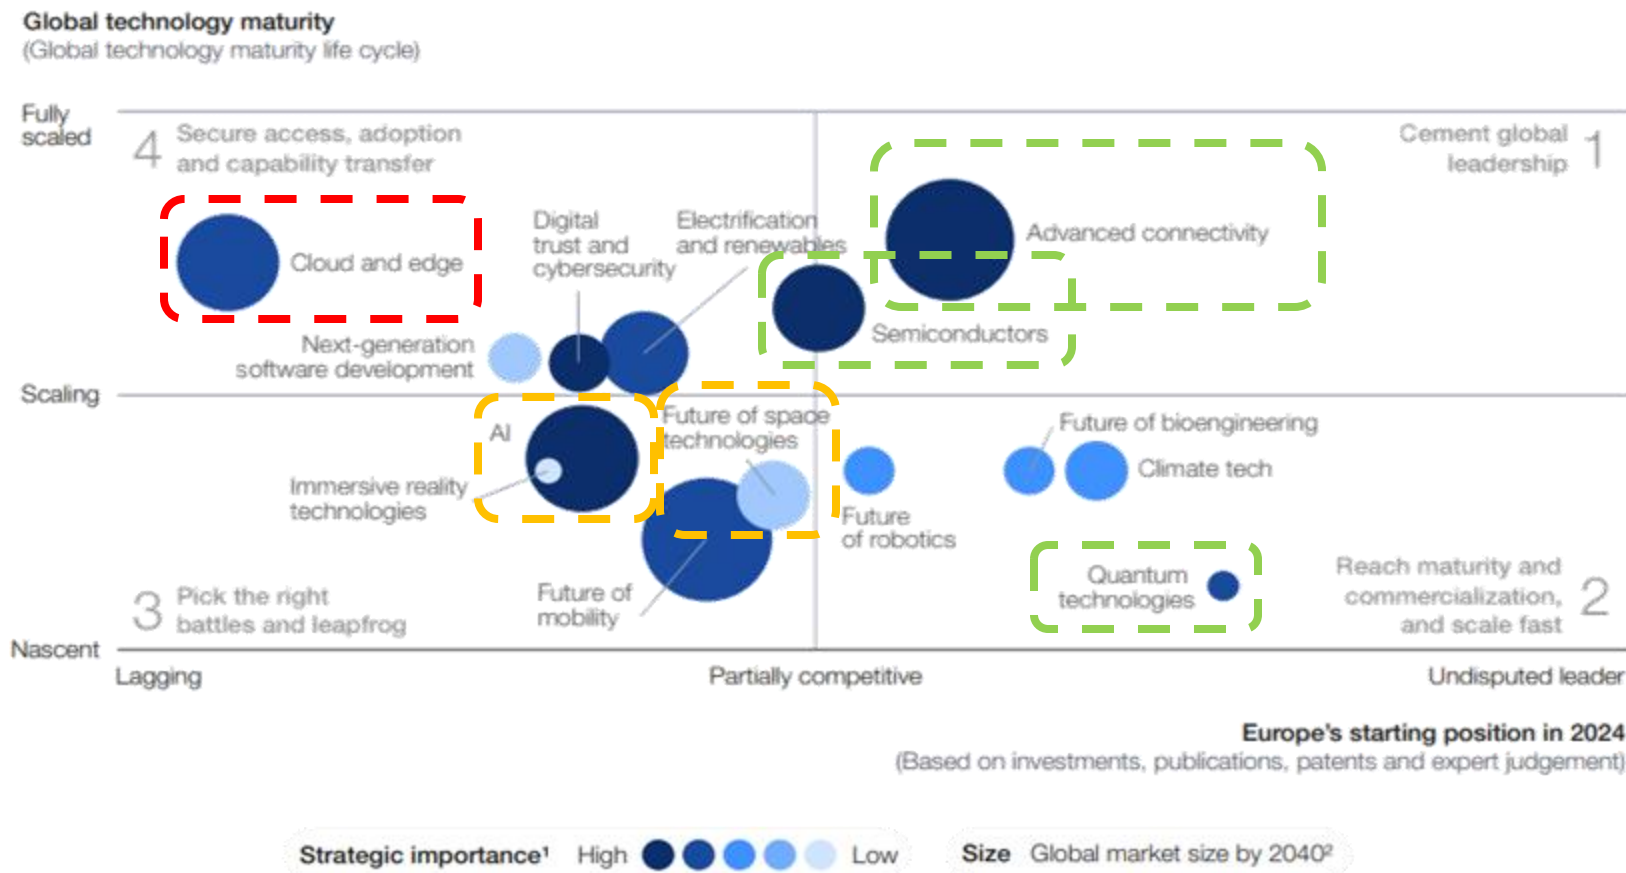 Global technology maturity
(Global technology maturity life cycle)
Fully
scaled
4
Secure access, adoption
and capability transfer
Cement global
leadership
1
Cloud and edge
Digital
trust and
cybersecurity
Electrification
and renewables
Advanced connectivity
Semiconductors
Next-generation
software development
Scaling
AI
Future of space
technologies
Future of bioengineering
Climate tech
Immersive reality
technologies
Future
of robotics
Future of
mobility
Quantum
technologies
3
Pick the right
battles and leapfrog
Reach maturity and
commercialization,
and scale fast
2
Nascent
Lagging
Partially competitive
Undisputed leader
Europe's starting position in 2024
(Based on investments, publications, patents and expert judgement)
Strategic importance¹ High Low
Size Global market size by 2040²